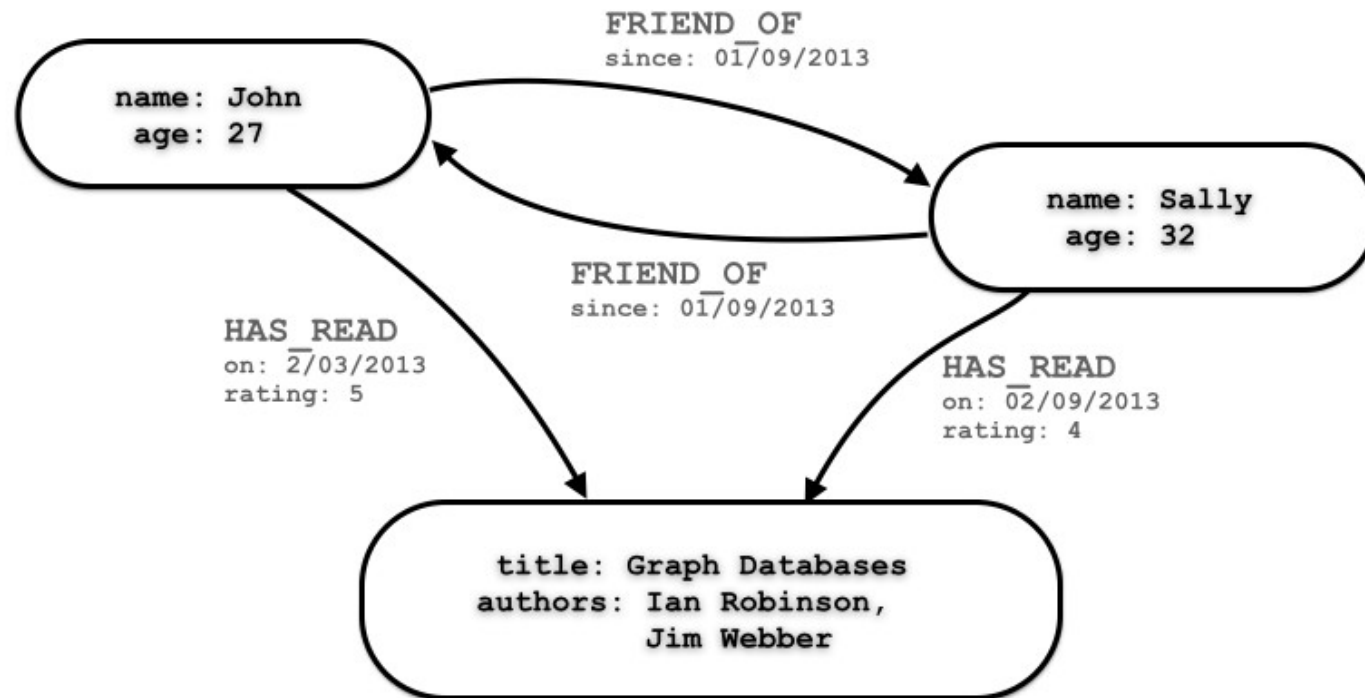 FRIEND_OF
since: 01/09/2013
name: John
age: 27
name: Sally
age: 32
FRIEND_OF
since: 01/09/2013
HAS_READ
on: 2/03/2013
rating: 5
HAS_READ
on: 02/09/2013
rating: 4
title: Graph Databases
authors: Ian Robinson,
Jim Webber